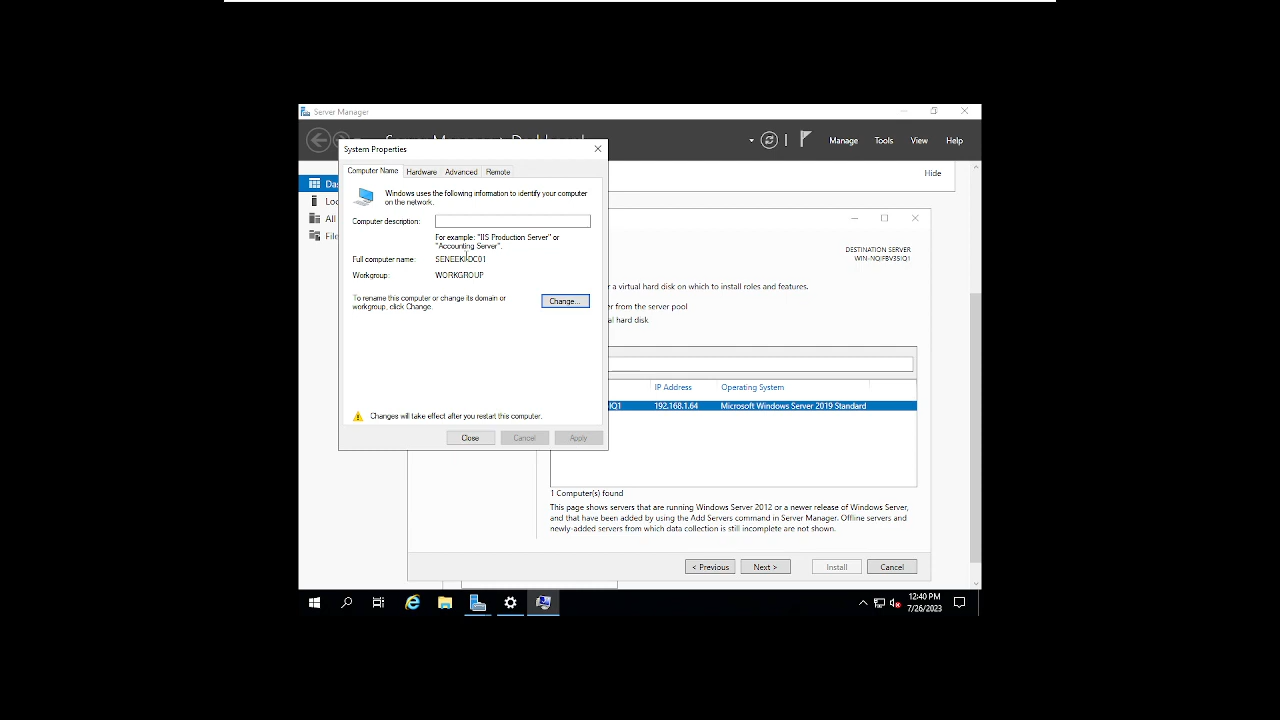 Server Manager
Manage
Tools
View
Help
System Properties
Computer Name
Hardware
Advanced
Remote
Windows uses the following information to identify your computer
on the network.
Computer description:
For example: "IIS Production Server" or
"Accounting Server".
Full computer name:
Workgroup:
WORKGROUP
To rename this computer or change its domain or
workgroup, click Change.
Change...
Changes will take effect after you restart this computer.
Close
Cancel
Apply
Hide
DESTINATION SERVER
a virtual hard disk on which to install roles and features.
from the server pool
hard disk
IP Address
Operating System
192.168.1.64
Microsoft Windows Server 2019 Standard
1 Computer(s) found
This page shows servers that are running Windows Server 2012 or a newer release of Windows Server,
and that have been added by using the Add Servers command in Server Manager. Offline servers and
newly-added servers from which data collection is still incomplete are not shown.
< Previous
Next >
Install
Cancel
All
12:40 PM
7/26/2023